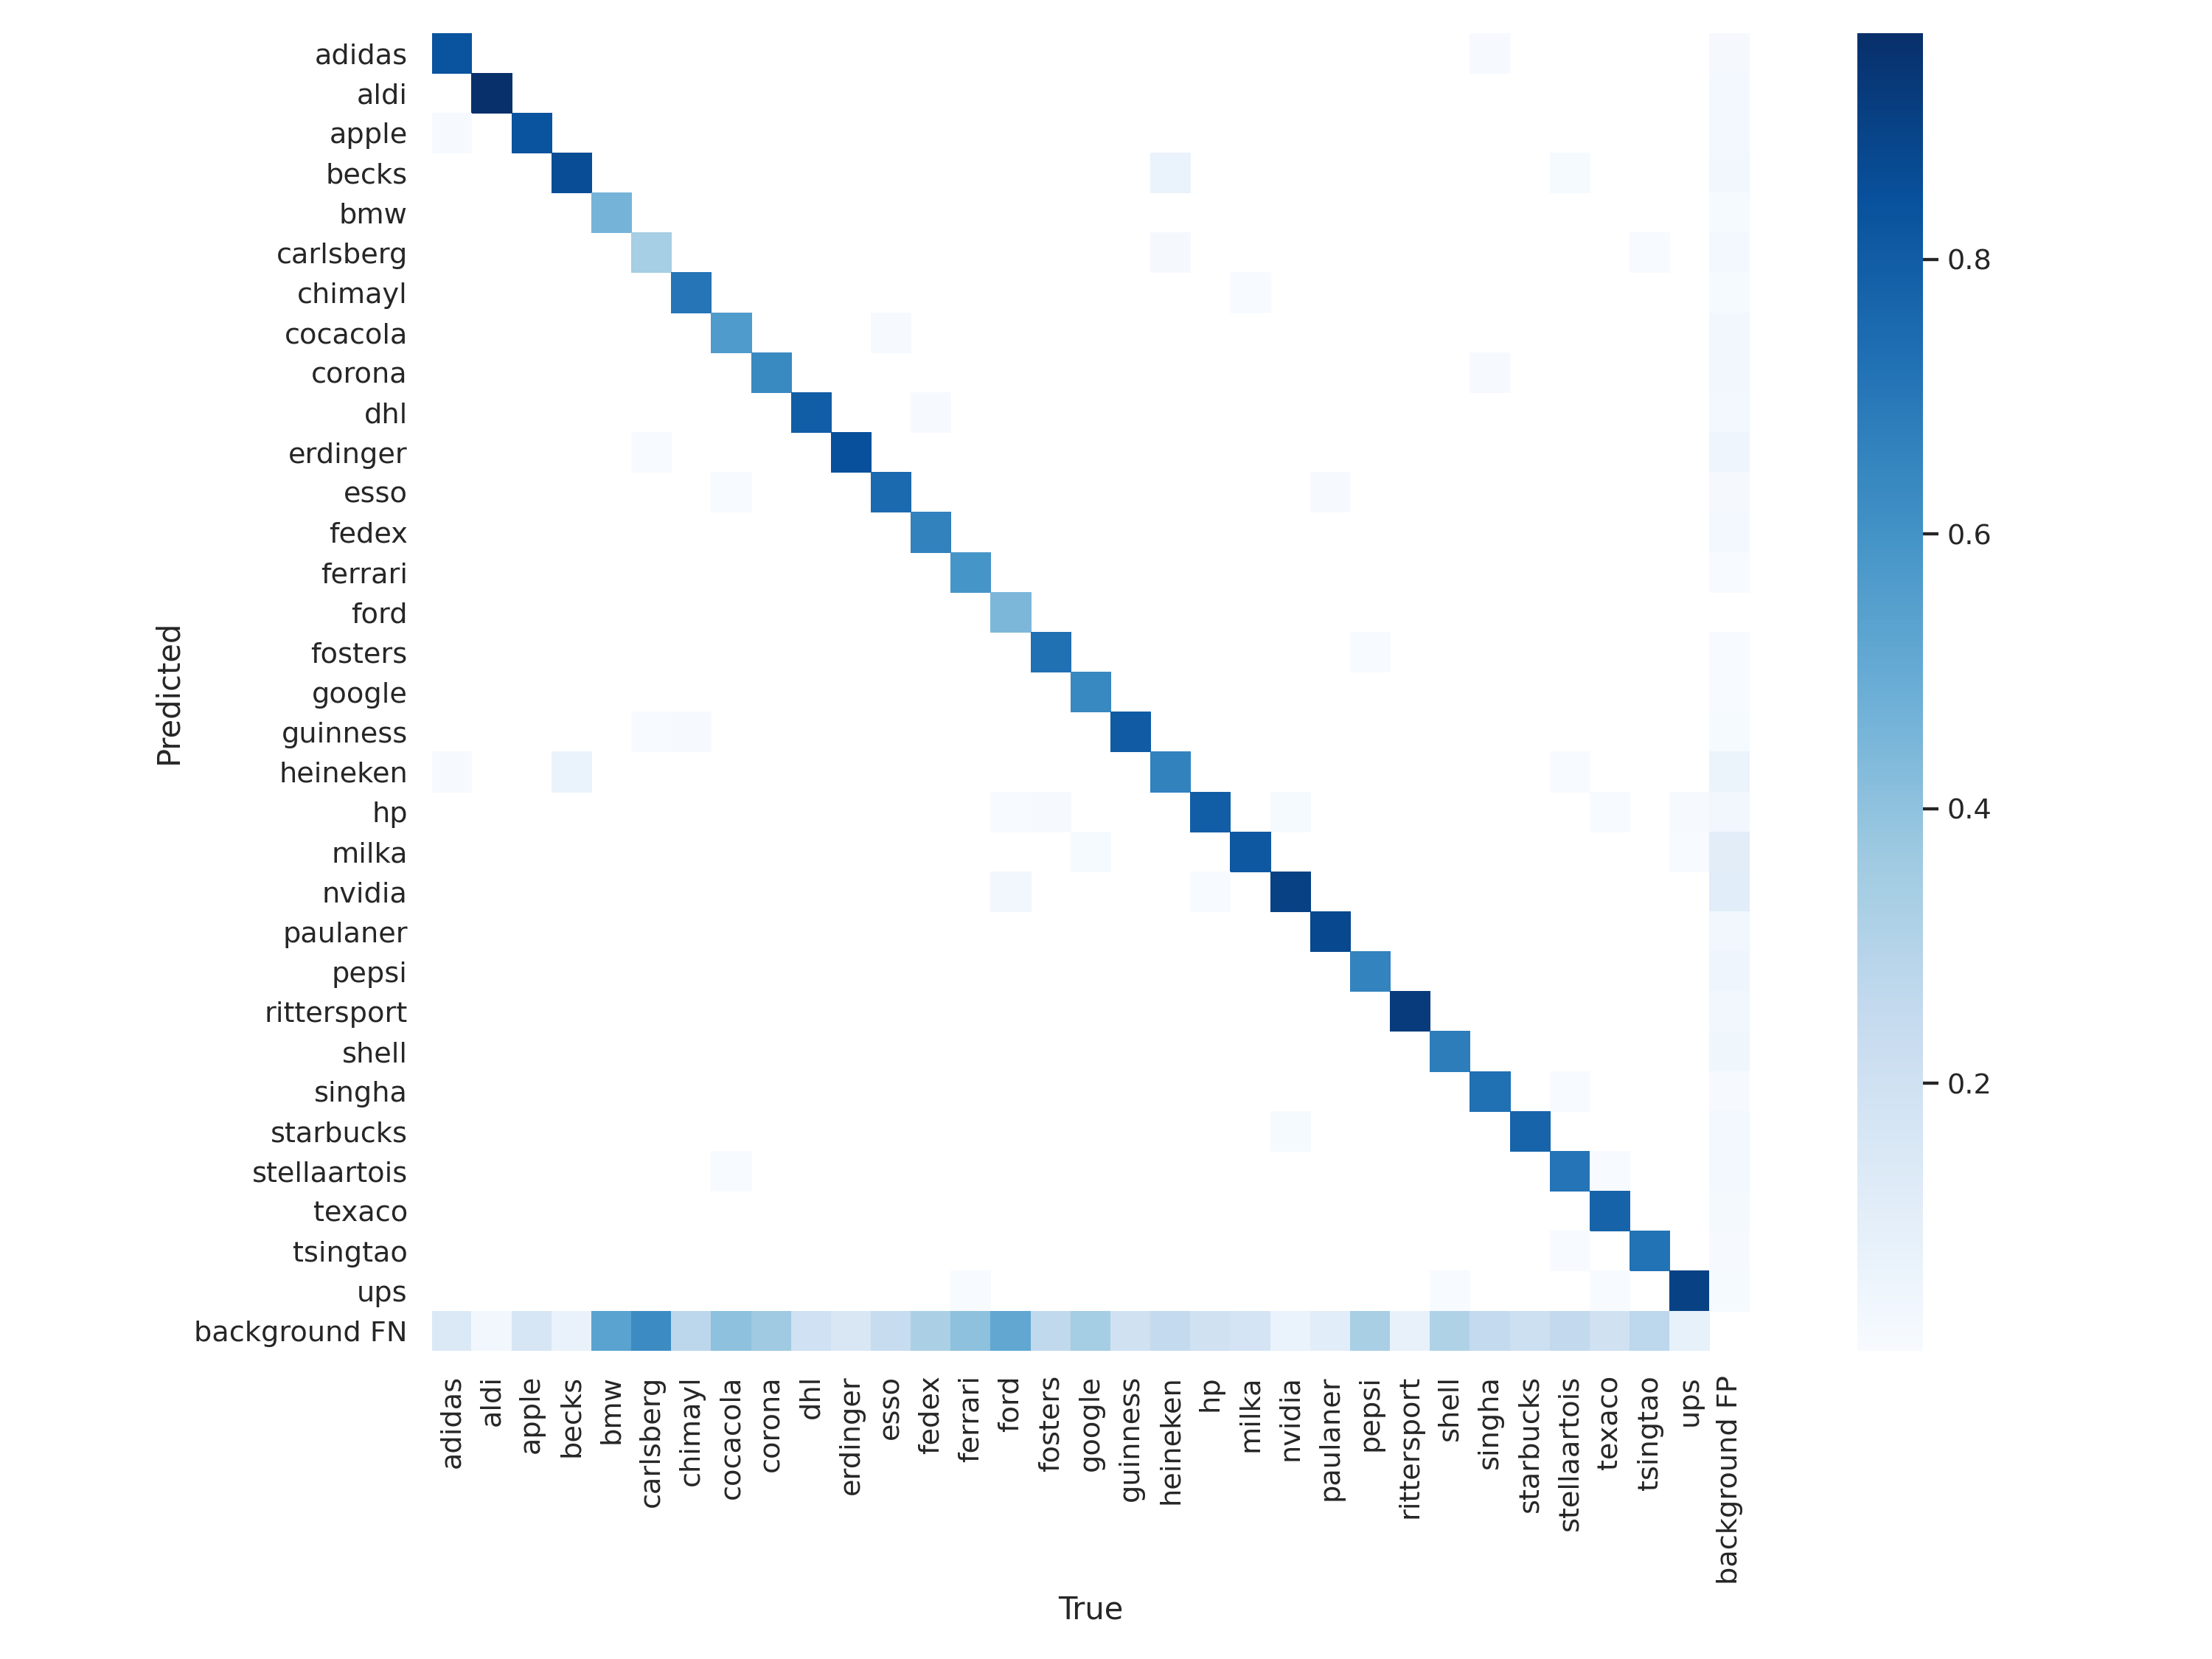 adidas
aldi
apple
becks
bmw
carlsberg
chimayl
cocacola
corona
dhl
erdinger
esso
fedex
ferrari
ford
fosters
google
guinness
heineken
hp
milka
nvidia
paulaner
pepsi
rittersport
shell
singha
starbucks
stellaartois
texaco
tsingtao
ups
background FN
Predicted
adidas
aldi
apple
becks
bmw
carlsberg
chimayl
cocacola
corona
dhl
erdinger
esso
fedex
ferrari
ford
fosters
google
guinness
heineken
hp
milka
nvidia
paulaner
pepsi
rittersport
shell
singha
starbucks
stellaartois
texaco
tsingtao
ups
background FP
True
0.8
0.6
0.4
0.2